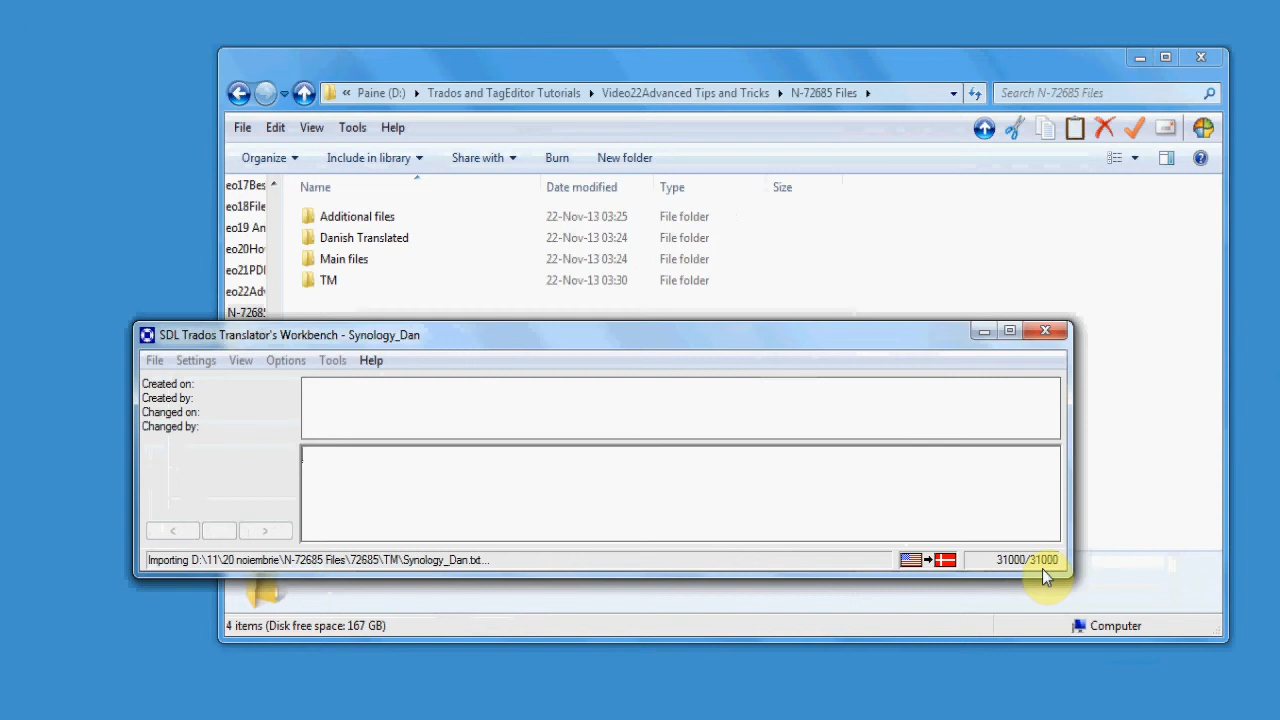 « Paine (D:) Trados and TagEditor Tutorials Video22Advanced Tips and Tricks N-72685 Files Search N-72685 Files
File Edit View Tools Help
Organize Include in library Share with Burn New folder
Name Date modified Type Size
eo17Bes
eo18File
eo19 An
eo20Ho
eo21PDI
eo22Adv
N-7268
Additional files 22-Nov-13 03:25 File folder
Danish Translated 22-Nov-13 03:24 File folder
Main files 22-Nov-13 03:24 File folder
TM 22-Nov-13 03:30 File folder
SDL Trados Translator's Workbench - Synology_Dan
File Settings View Options Tools Help
Created on:
Created by:
Changed on:
Changed by:
< >
Importing D:\11\20 noiembrie\N-72685 Files\72685\TM\Synology_Dan.txt... 31000/31000
4 items (Disk free space: 167 GB) Computer